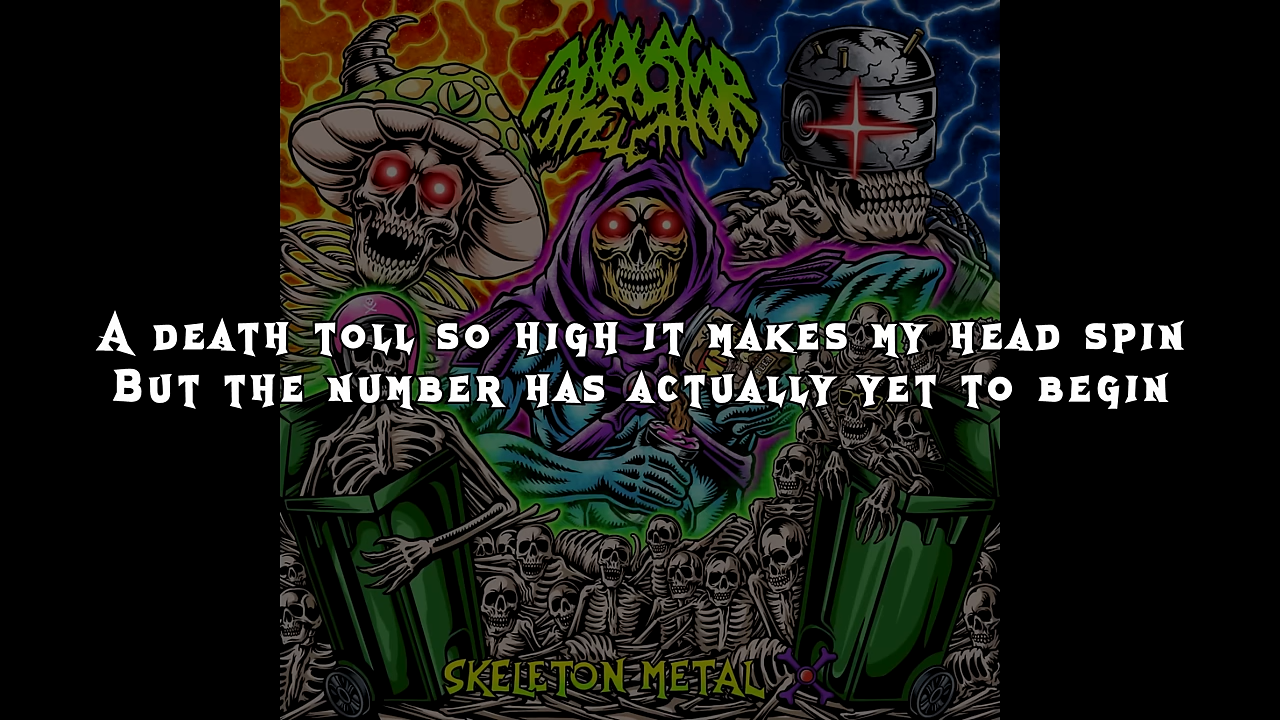 A death toll so high it makes my head spin
But the number has actually yet to begin
SKELETON METAL